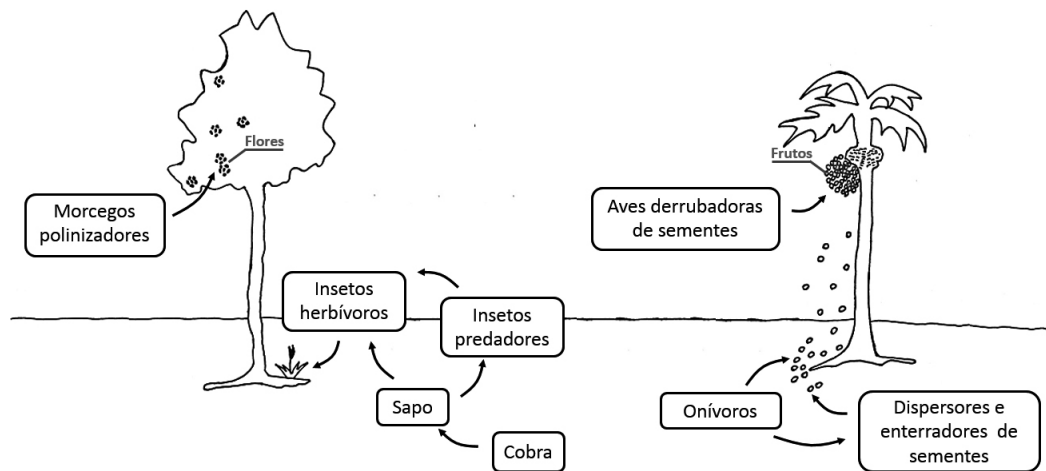 Flores
Morcegos
polinizadores
Frutos
Aves derrubadoras
de sementes
Insetos
herbívoros
Insetos
predadores
Sapo
Cobra
Onívoros
Dispersores e
enterradores de
sementes